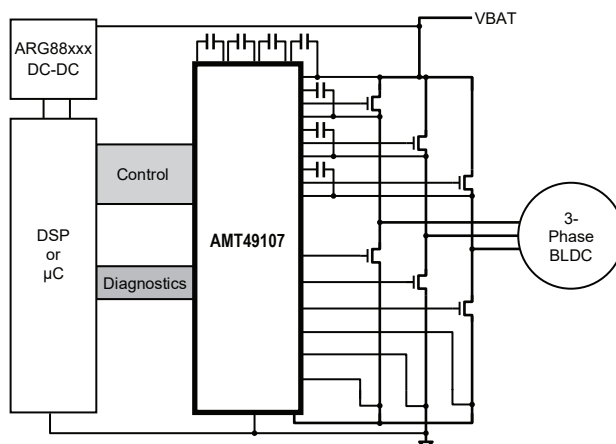 VBAT
ARG88xxx
DC-DC
Control
DSP
or
µC
AMT49107
Diagnostics
3-
Phase
BLDC